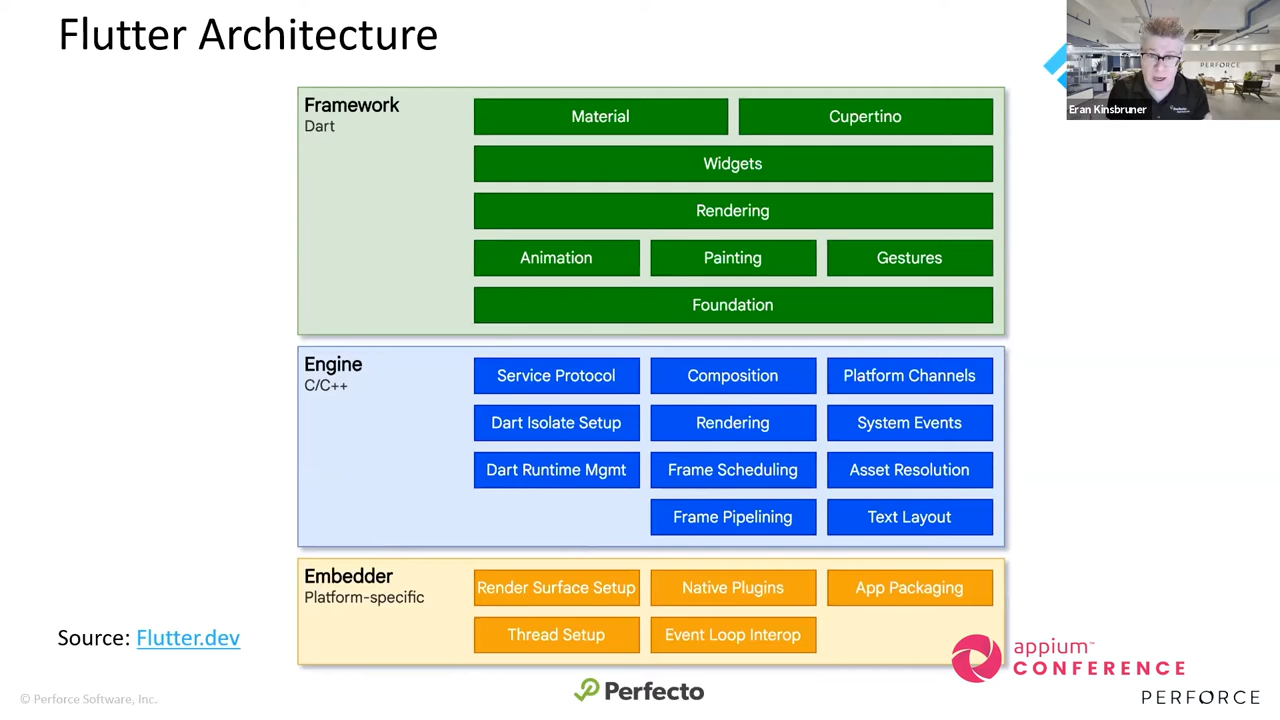 Flutter Architecture
PERFORCE
Eran Kinsbruner
Framework
Dart
Material
Cupertino
Widgets
Rendering
Animation
Painting
Gestures
Foundation
Engine
C/C++
Service Protocol
Composition
Platform Channels
Dart Isolate Setup
Rendering
System Events
Dart Runtime Mgmt
Frame Scheduling
Asset Resolution
Frame Pipelining
Text Layout
Embedder
Platform-specific
Render Surface Setup
Native Plugins
App Packaging
Thread Setup
Event Loop Interop
Source: Flutter.dev
appium™
CONFERENCE
© Perforce Software, Inc.
Perfecto
PERFORCE